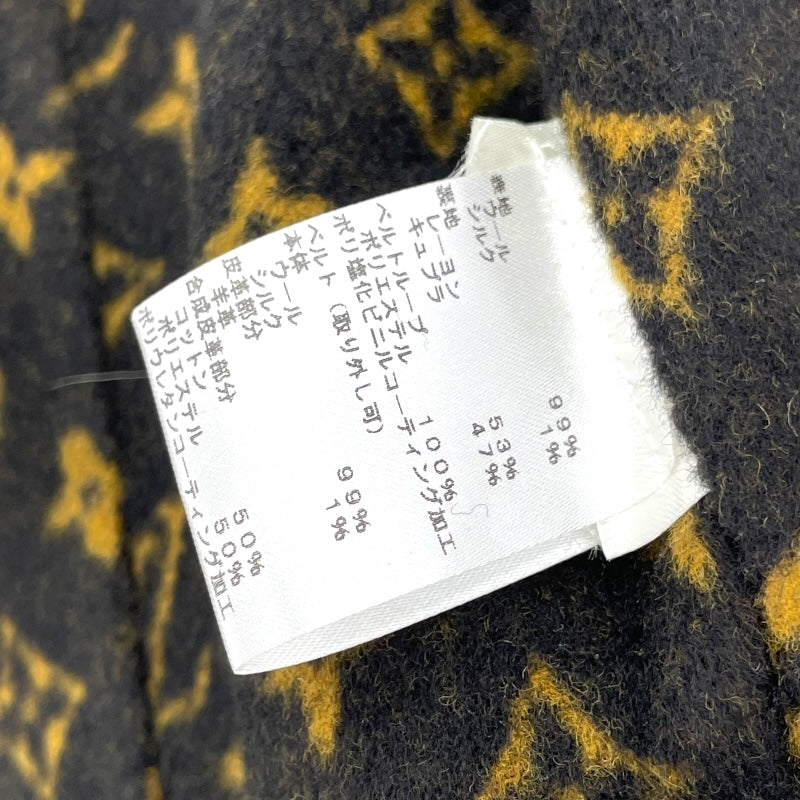 表地
ウール 99%
シルク 1%
裏地
レーヨン 53%
キュプラ 47%
ベルトループ
ポリエステル 100%
ポリ塩化ビニルコーティング加工
ベルト(取り外し可)
本体
ウール 99%
シルク 1%
皮革部分
羊革
合成皮革部分
コットン 50%
ポリエステル 50%
ポリウレタンコーティング加工